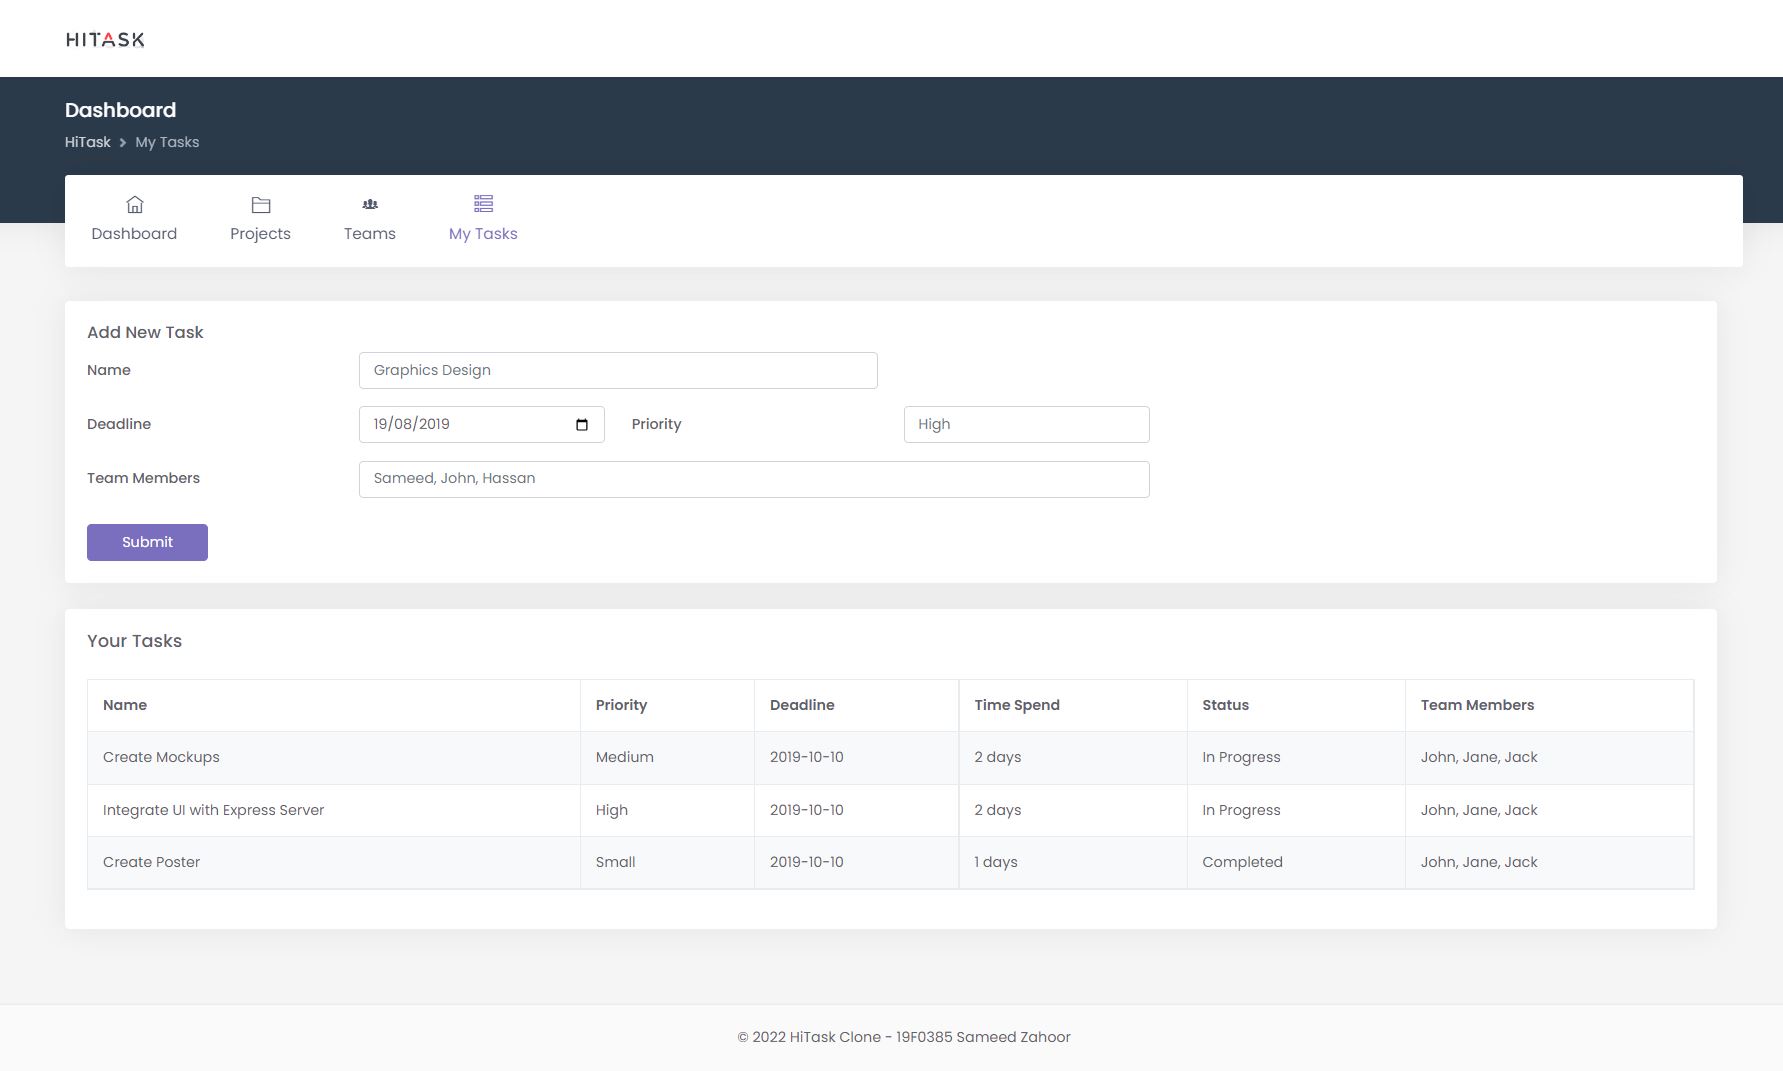 HITASK
Dashboard
HiTask > My Tasks
Dashboard Projects Teams My Tasks
Add New Task
Name Graphics Design
Deadline 19/08/2019 Priority High
Team Members Sameed, John, Hassan
Submit
Your Tasks
Name Priority Deadline Time Spend Status Team Members
Create Mockups Medium 2019-10-10 2 days In Progress John, Jane, Jack
Integrate UI with Express Server High 2019-10-10 2 days In Progress John, Jane, Jack
Create Poster Small 2019-10-10 1 days Completed John, Jane, Jack
© 2022 HiTask Clone - 19F0385 Sameed Zahoor